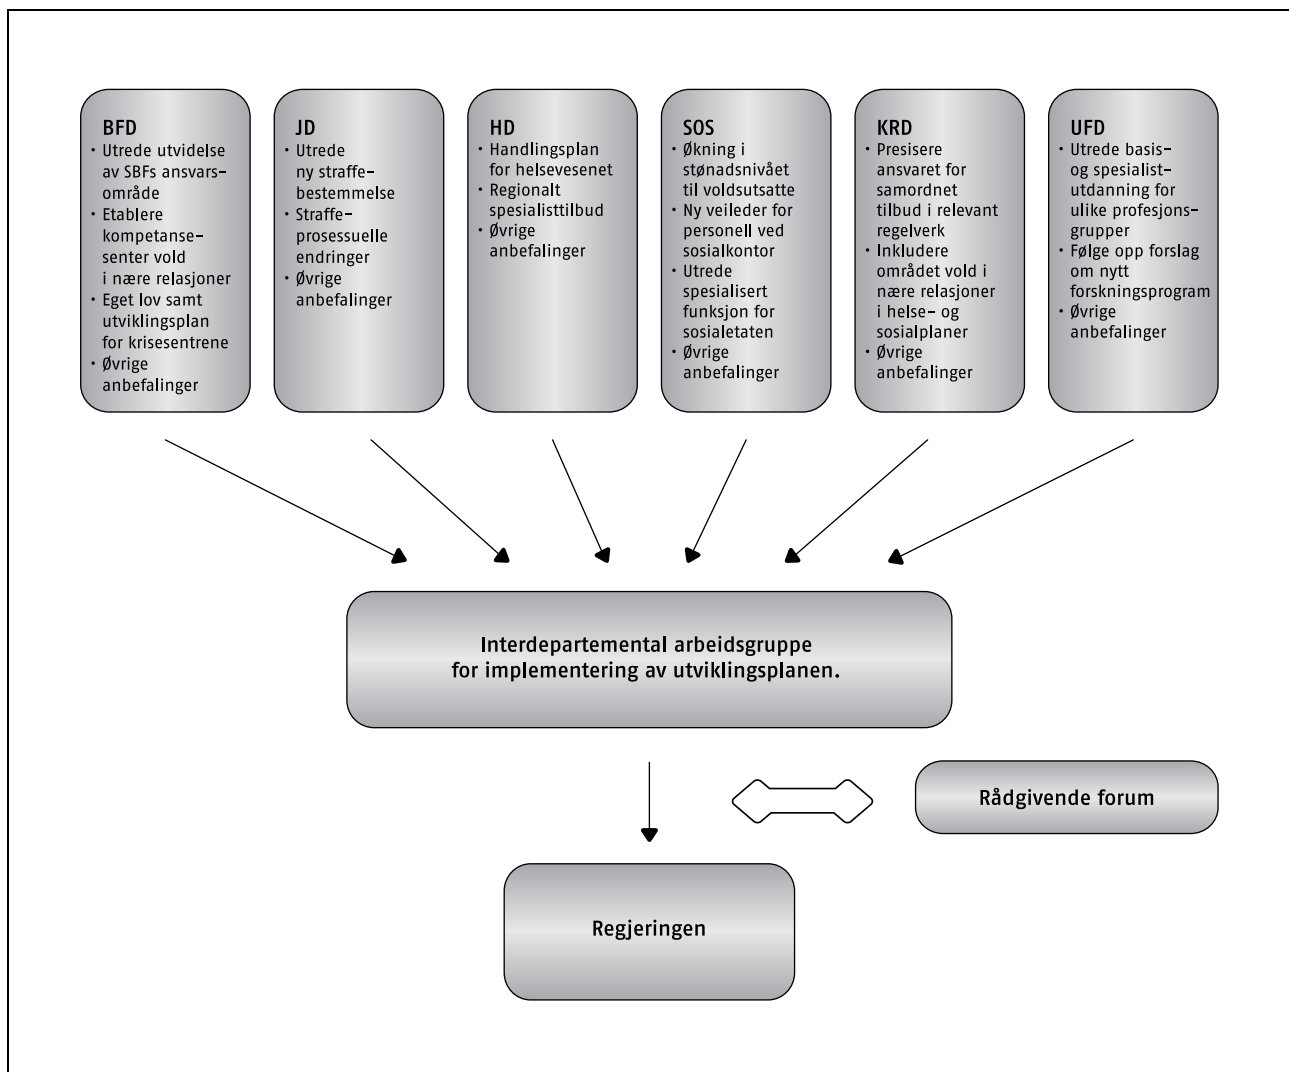 BFD
· Utrede utvidelse
av SBFs ansvars-
område
· Etablere
kompetanse-
senter vold
i nære relasjoner
· Eget lov samt
utviklingsplan
for krisesentrene
· Øvrige
anbefalinger
JD
· Utrede
ny straffe-
bestemmelse
· Straffe-
prosessuelle
endringer
· Øvrige
anbefalinger
HD
· Handlingsplan
for helsevesenet
· Regionalt
spesialisttilbud
· Øvrige
anbefalinger
SOS
· Økning i
stønadsnivået
til voldsutsatte
· Ny veileder for
personell ved
sosialkontor
· Utrede
spesialisert
funksjon for
sosialetaten
· Øvrige
anbefalinger
KRD
· Presisere
ansvaret for
samordnet
tilbud i relevant
regelverk
· Inkludere
området vold i
nære relasjoner
i helse- og
sosialplaner
· Øvrige
anbefalinger
UFD
· Utrede basis-
og spesialist-
utdanning for
ulike profesjons-
grupper
· Følge opp forslag
om nytt
forskningsprogram
· Øvrige
anbefalinger
Interdepartemental arbeidsgruppe
for implementering av utviklingsplanen.
Rådgivende forum
Regjeringen